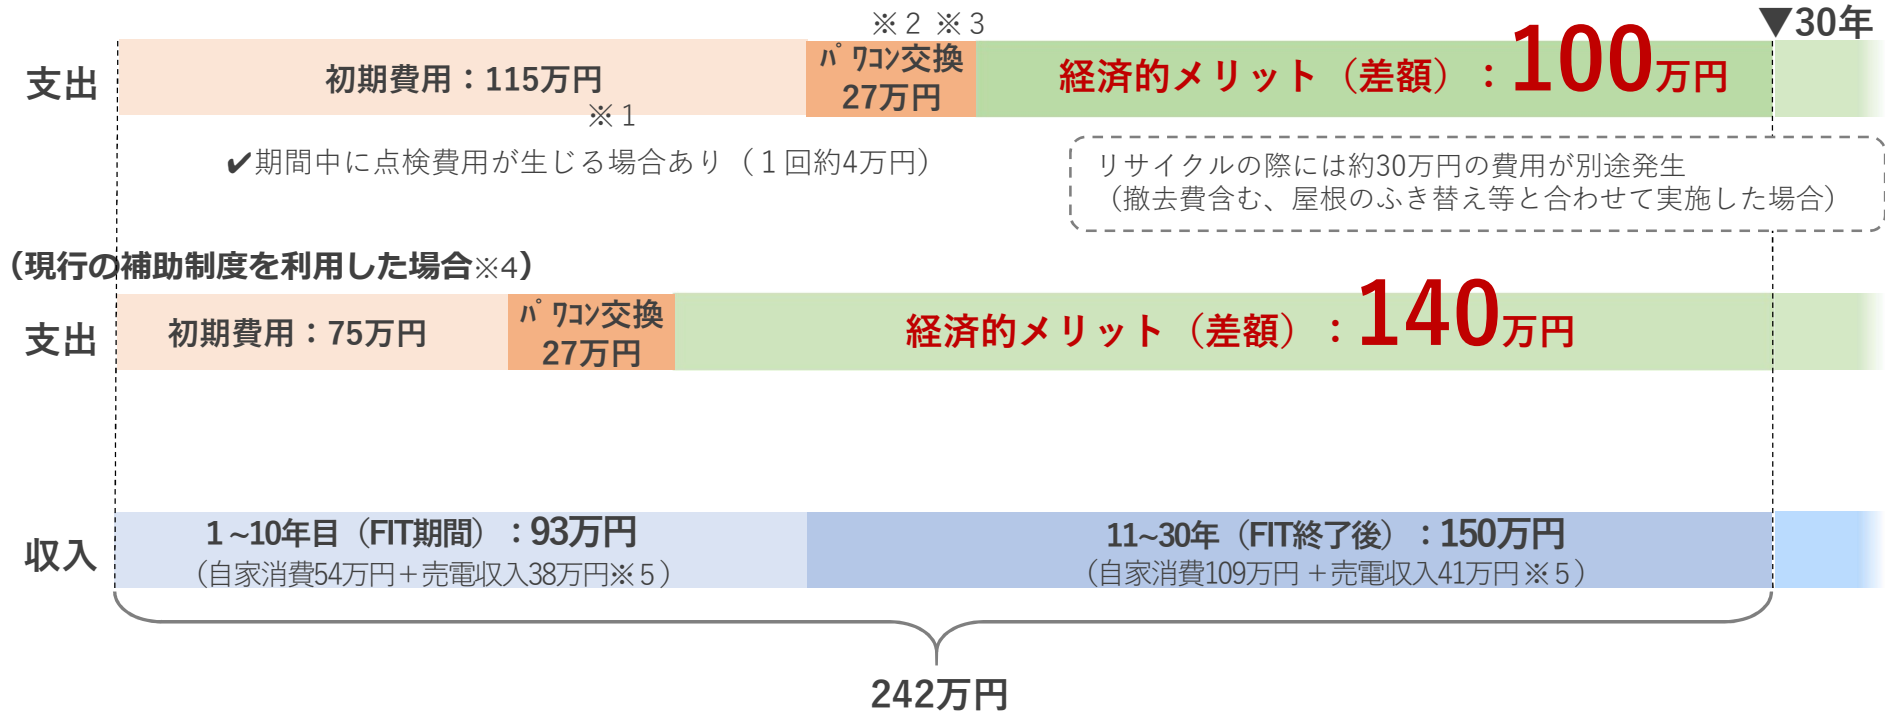 ※２ ※３
▼30年
支出
初期費用：115万円
※１
ﾊﾟﾜｺﾝ交換
27万円
経済的メリット（差額）：100万円
✔期間中に点検費用が生じる場合あり（１回約4万円）
リサイクルの際には約30万円の費用が別途発生
（撤去費含む、屋根のふき替え等と合わせて実施した場合）
（現行の補助制度を利用した場合※4）
支出
初期費用：75万円
ﾊﾟﾜｺﾝ交換
27万円
経済的メリット（差額）：140万円
収入
１~10年目（FIT期間）：93万円
（自家消費54万円＋売電収入38万円※５）
11~30年（FIT終了後）：150万円
（自家消費109万円＋売電収入41万円※５）
242万円